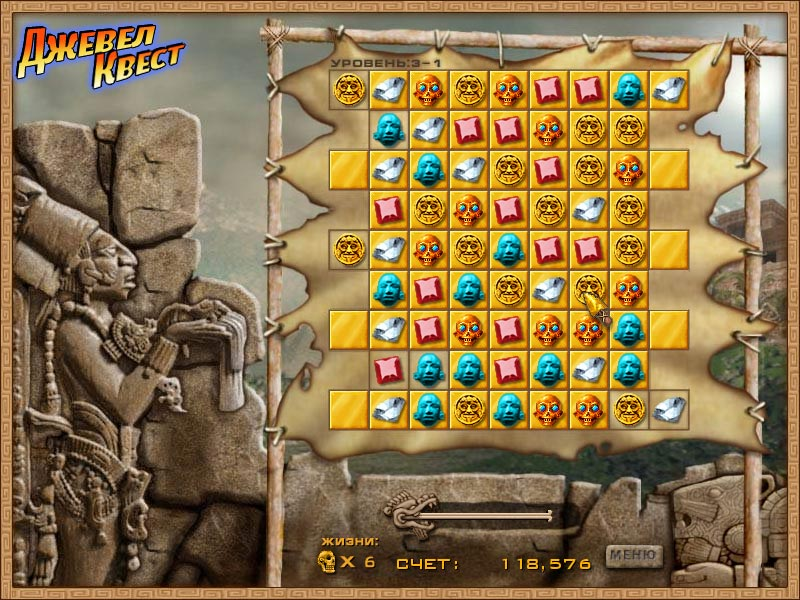 ДЖЕВЕЛ
КВЕСТ
УРОВЕНЬ:3-1
ЖИЗНИ:
X 6
СЧЕТ: 118,576
МЕНЮ